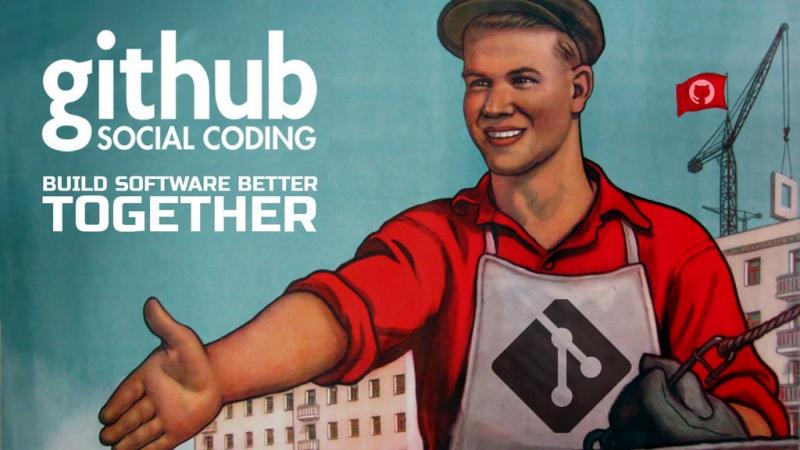 github
SOCIAL CODING
BUILD SOFTWARE BETTER
TOGETHER